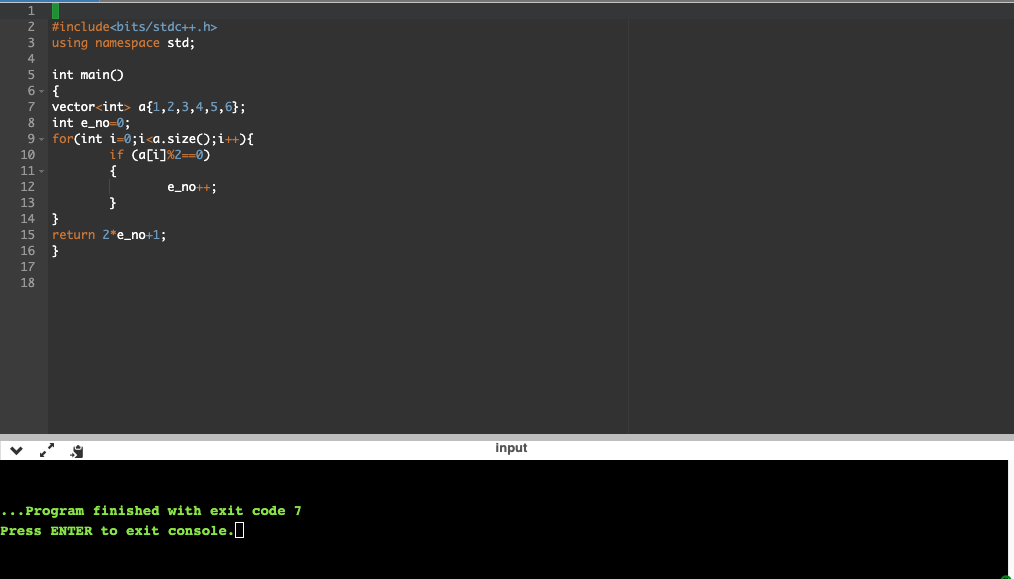 1
2 #include<bits/stdc++.h>
3 using namespace std;
4
5 int main()
6 {
7 vector<int> a{1,2,3,4,5,6};
8 int e_no=0;
9 for(int i=0;i<a.size();i++){
10 if (a[i]%2==0)
11 {
12 e_no++;
13 }
14 }
15 return 2*e_no+1;
16 }
17
18
input
...Program finished with exit code 7
Press ENTER to exit console.